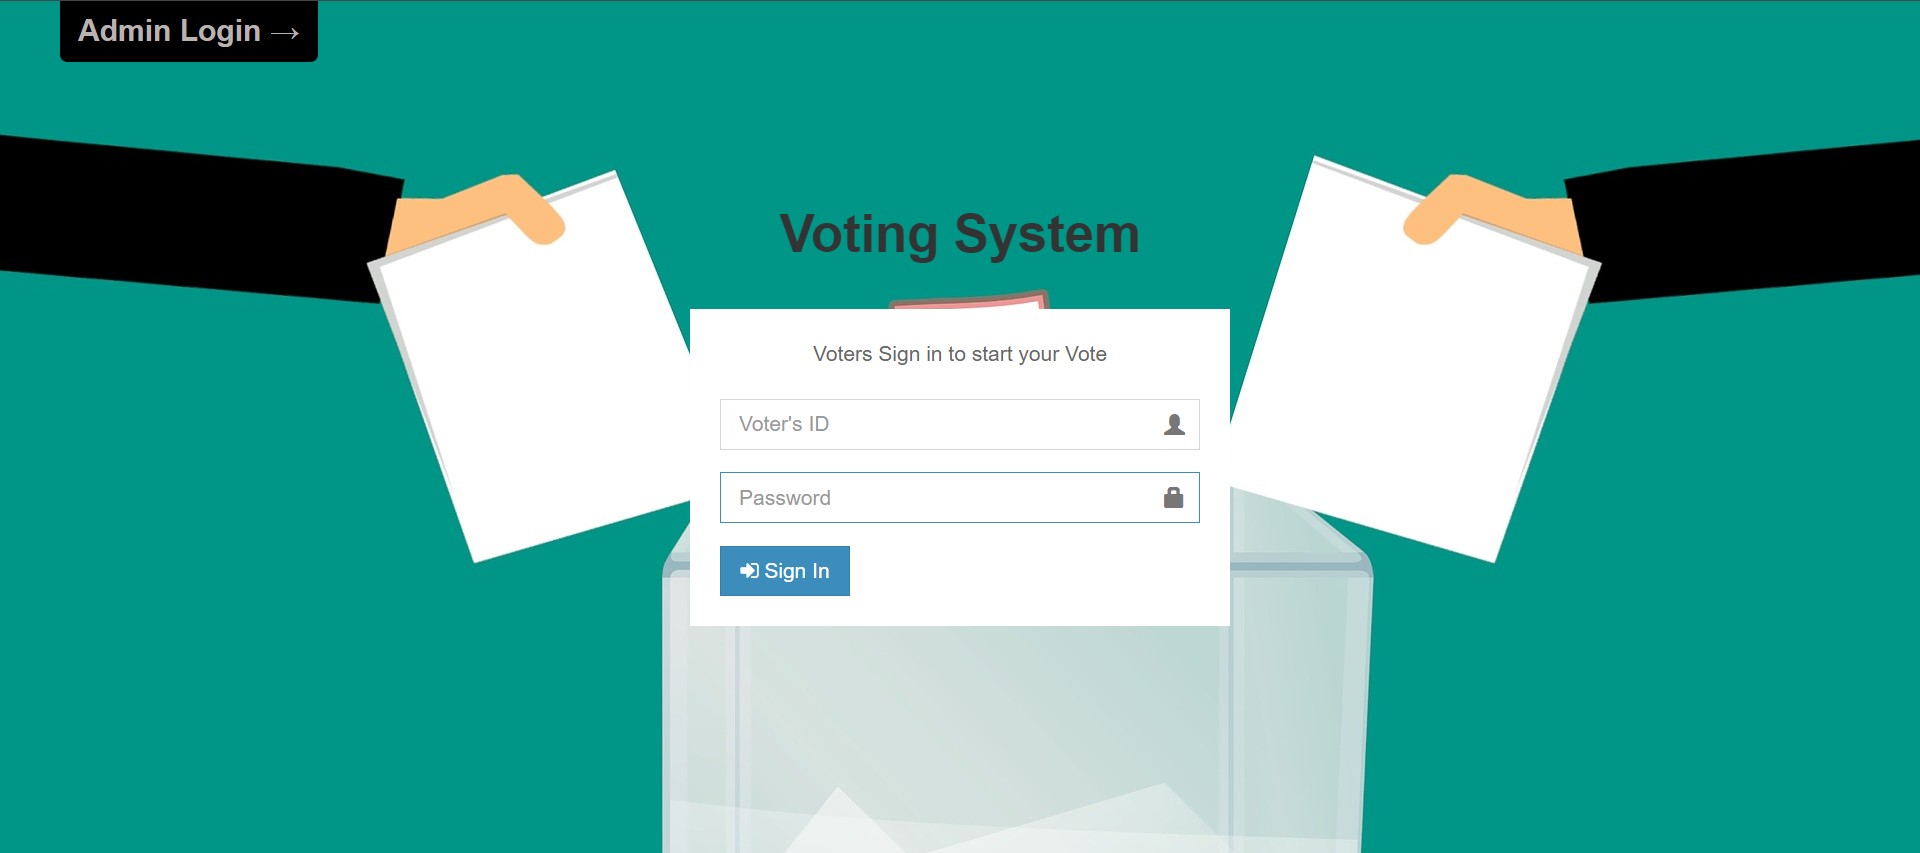 Admin Login →
Voting System
Voters Sign in to start your Vote
Voter's ID
Password
Sign In